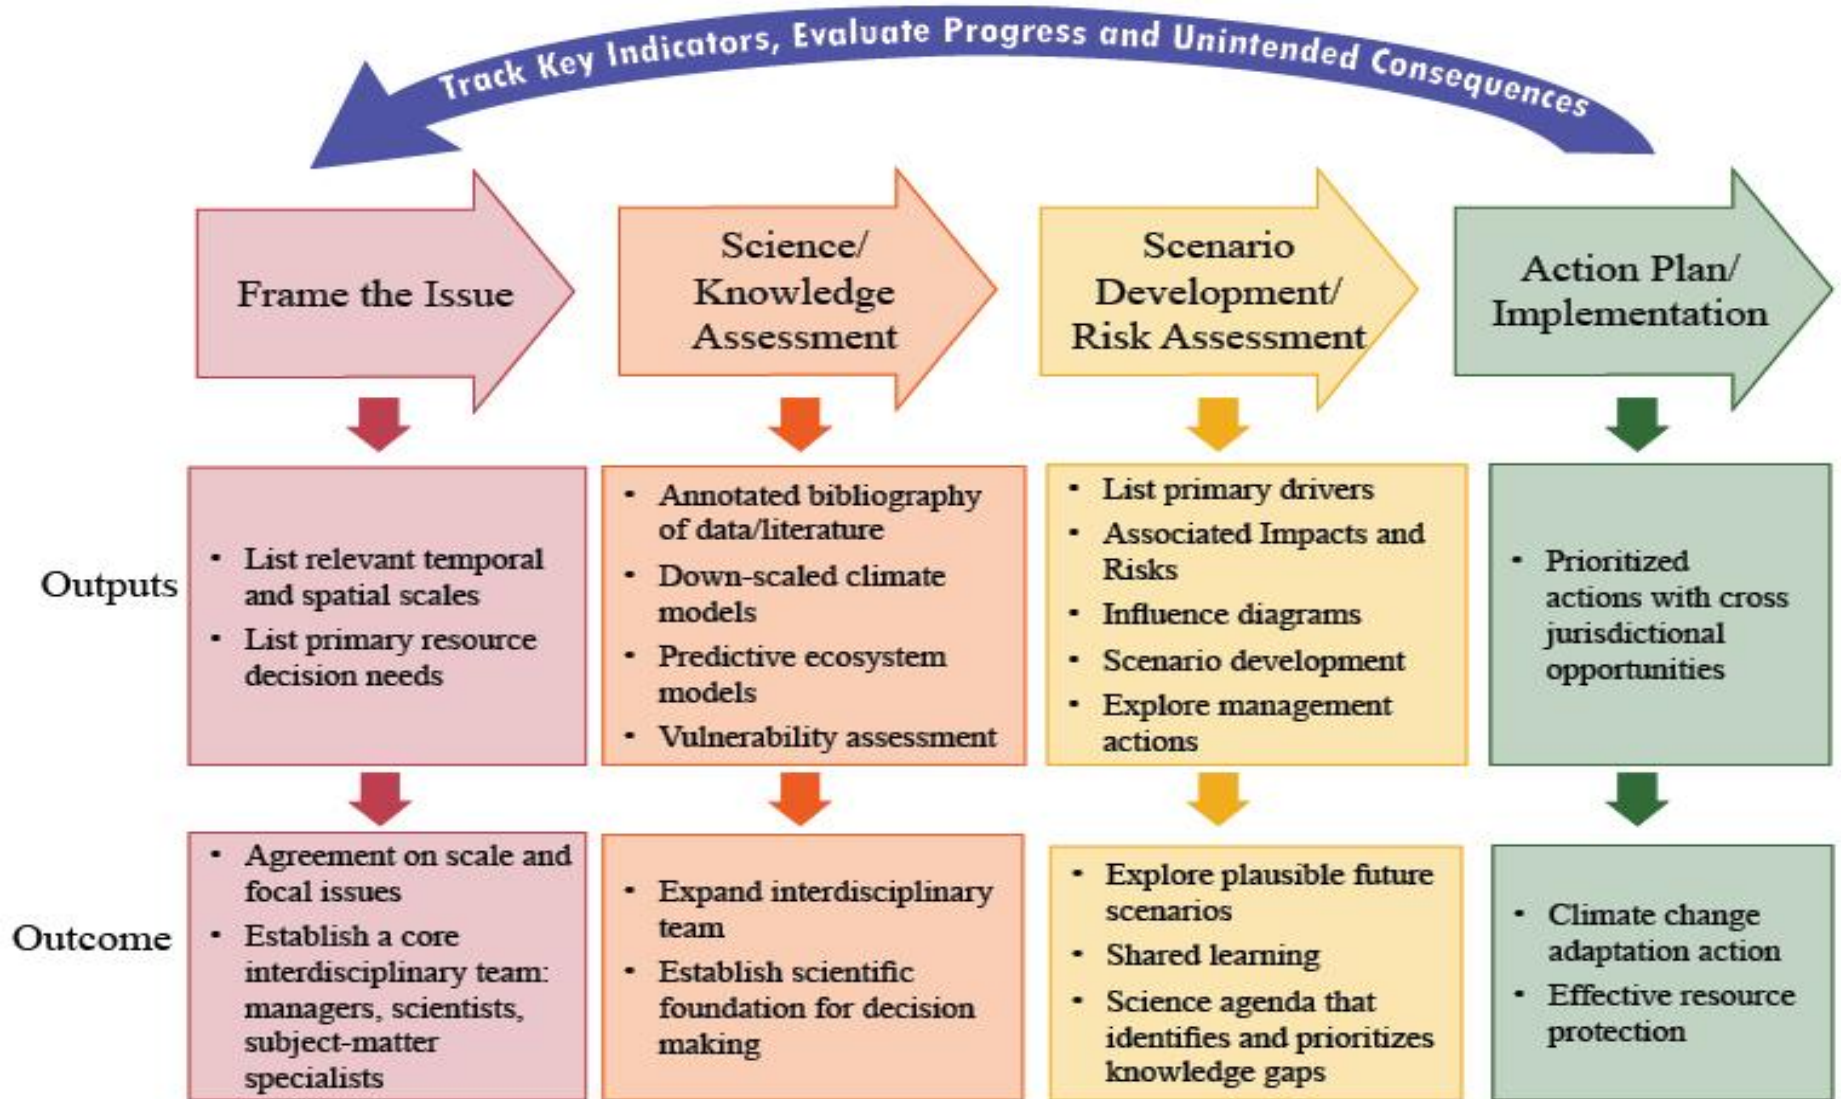 Track Key Indicators, Evaluate Progress and Unintended Consequences
Frame the Issue
Science/
Knowledge
Assessment
Scenario
Development/
Risk Assessment
Action Plan/
Implementation
Outputs
• List relevant temporal
and spatial scales
• List primary resource
decision needs
• Annotated bibliography
of data/literature
• Down-scaled climate
models
• Predictive ecosystem
models
• Vulnerability assessment
• List primary drivers
• Associated Impacts and
Risks
• Influence diagrams
• Scenario development
• Explore management
actions
• Prioritized
actions with cross
jurisdictional
opportunities
Outcome
• Agreement on scale and
focal issues
• Establish a core
interdisciplinary team:
managers, scientists,
subject-matter
specialists
• Expand interdisciplinary
team
• Establish scientific
foundation for decision
making
• Explore plausible future
scenarios
• Shared learning
• Science agenda that
identifies and prioritizes
knowledge gaps
• Climate change
adaptation action
• Effective resource
protection